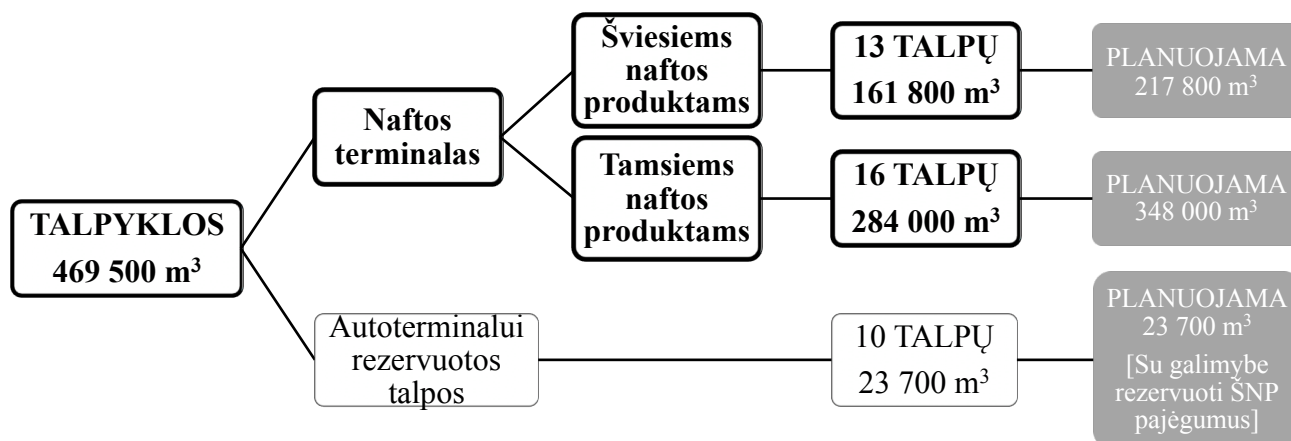 TALPYKLOS
469 500 m³
Naftos
terminalas
Šviesiems
naftos
produktams
13 TALPŲ
161 800 m³
PLANUOJAMA
217 800 m³
Tamsiems
naftos
produktams
16 TALPŲ
284 000 m³
PLANUOJAMA
348 000 m³
Autoterminalui
rezervuotos
talpos
10 TALPŲ
23 700 m³
PLANUOJAMA
23 700 m³
[Su galimybe
rezervuoti ŠNP
pajėgumus]